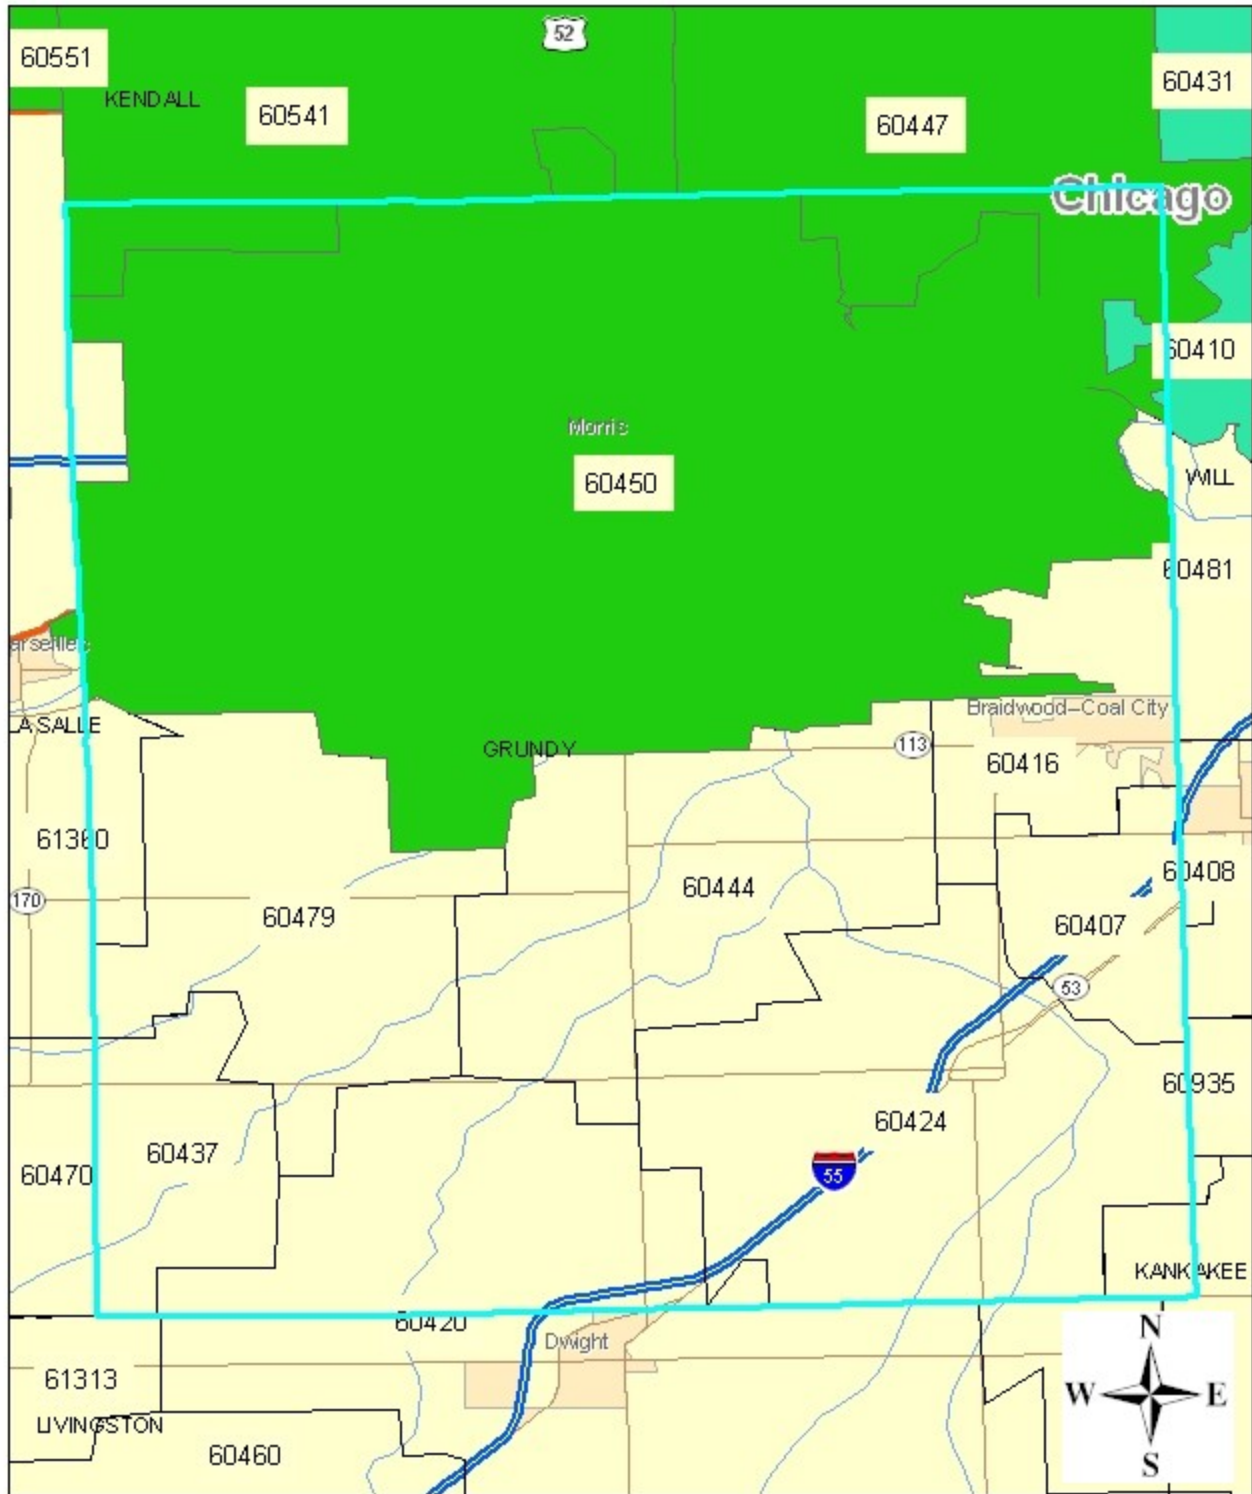 52
60551
KENDALL
60541
60447
60431
Chicago
60410
Morris
60450
WILL
60481
arseilles
LA SALLE
GRUNDY
Braidwood–Coal City
113
60416
61360
170
60479
60444
60408
60407
53
60935
60424
60437
60470
55
KANKAKEE
60420
Dwight
61313
LIVINGSTON
60460
N
W
E
S